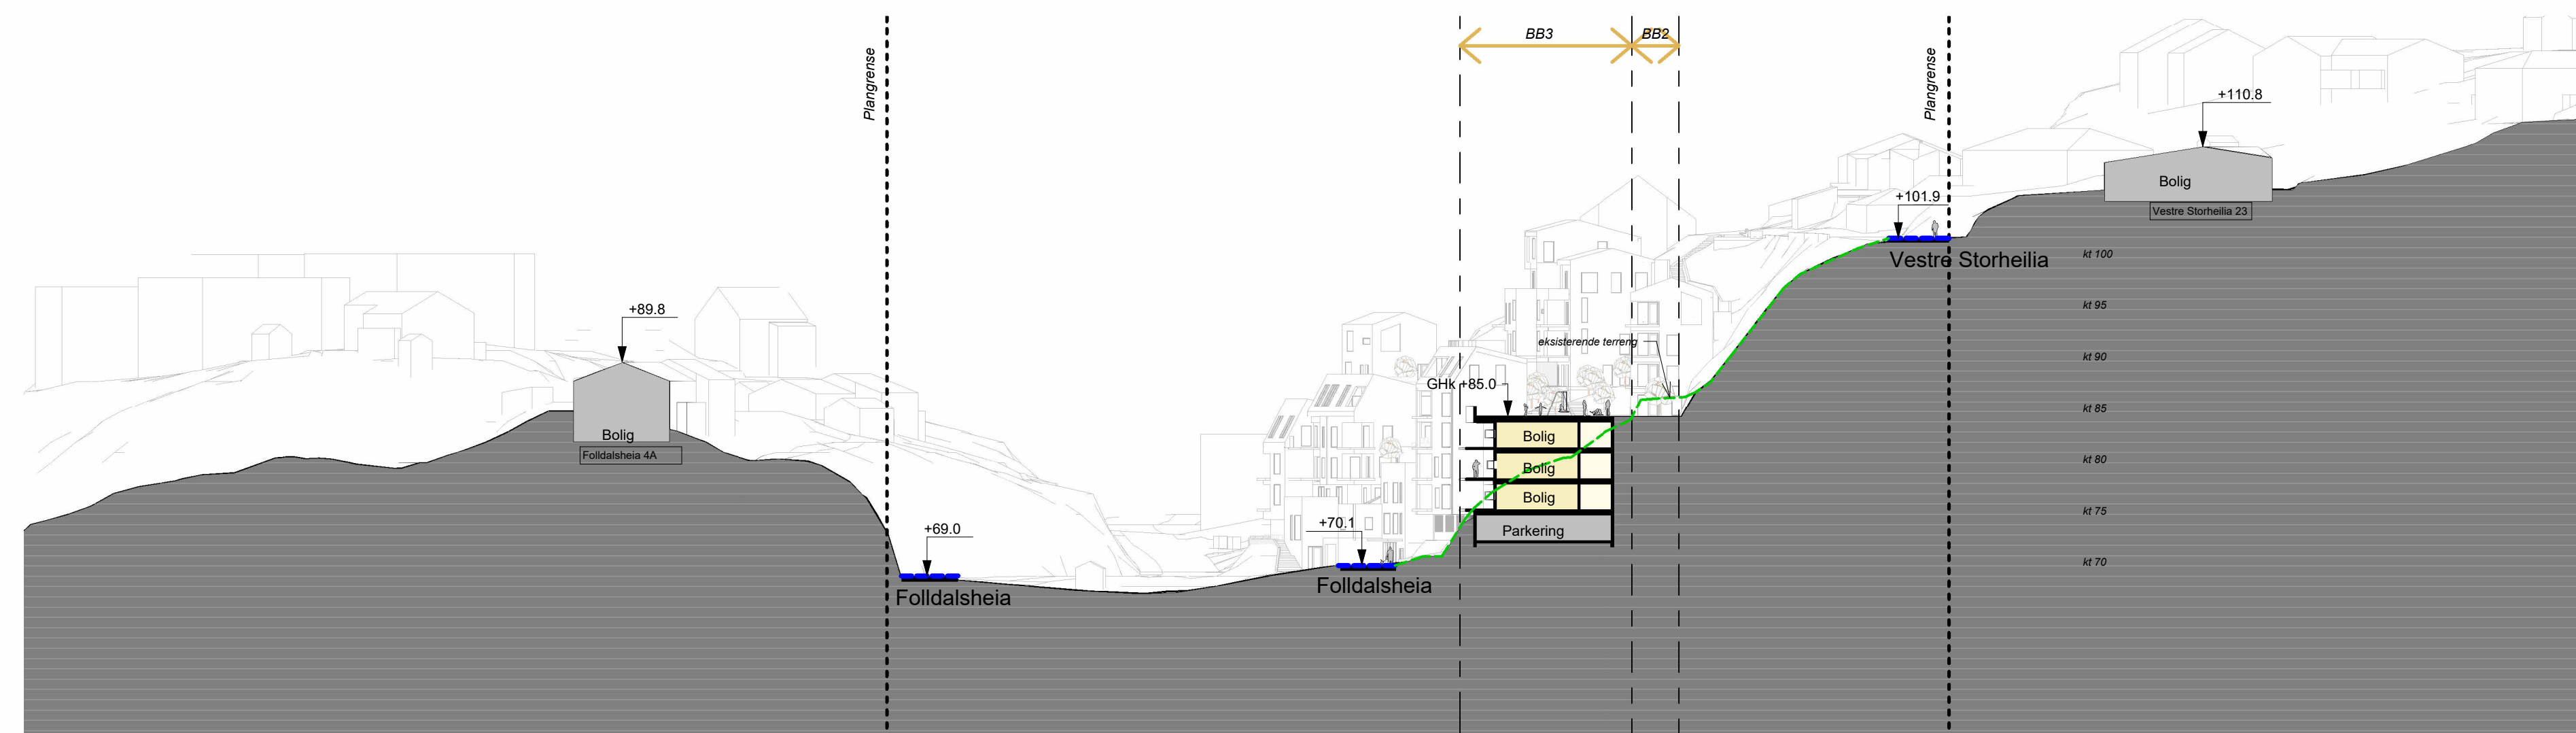 BB3
BB2
Plangrense
Plangrense
+110.8
Bolig
Vestre Storheilia 23
+101.9
Vestre Storheilia
kt 100
kt 95
kt 90
kt 85
kt 80
kt 75
kt 70
+89.8
Bolig
Folldalsheia 4A
eksisterende terreng
GHk +85.0
Bolig
Bolig
Bolig
Parkering
+69.0
Folldalsheia
+70.1
Folldalsheia